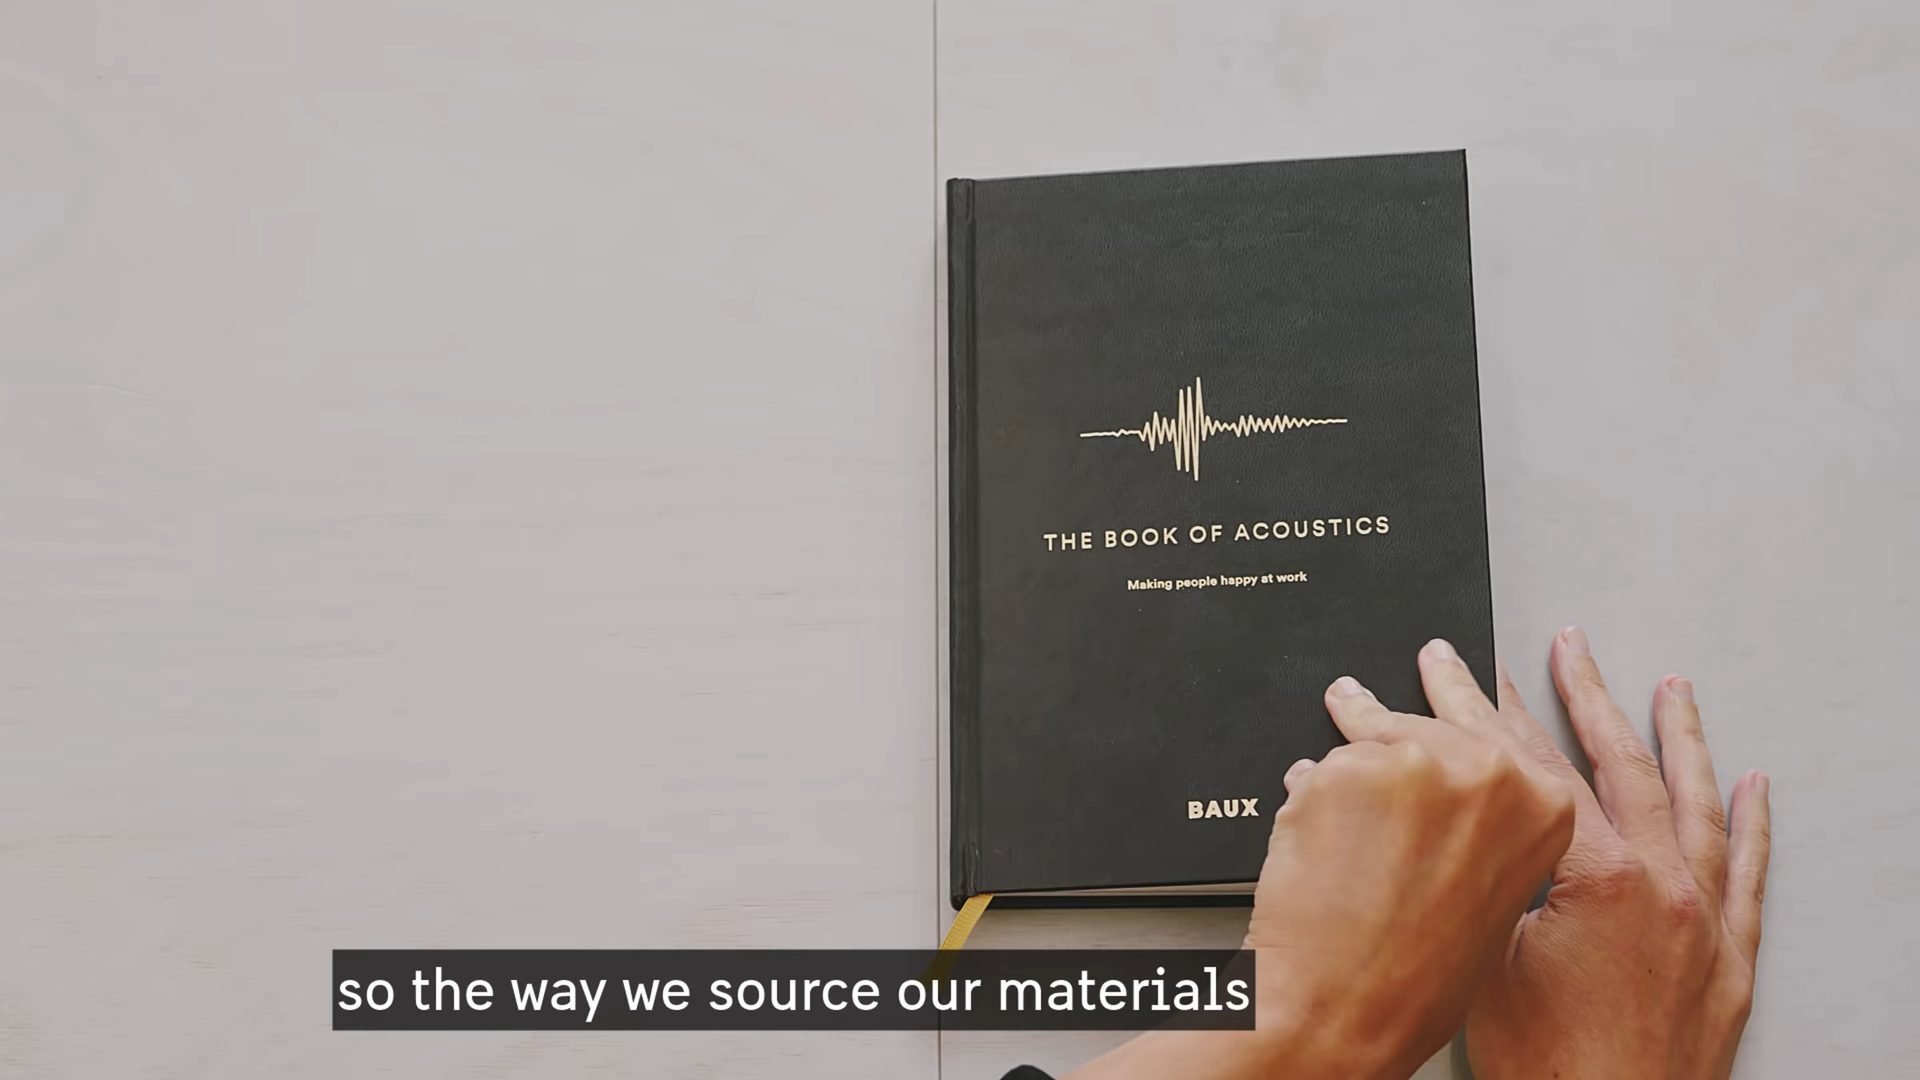 THE BOOK OF ACOUSTICS
Making people happy at work
BAUX
so the way we source our materials